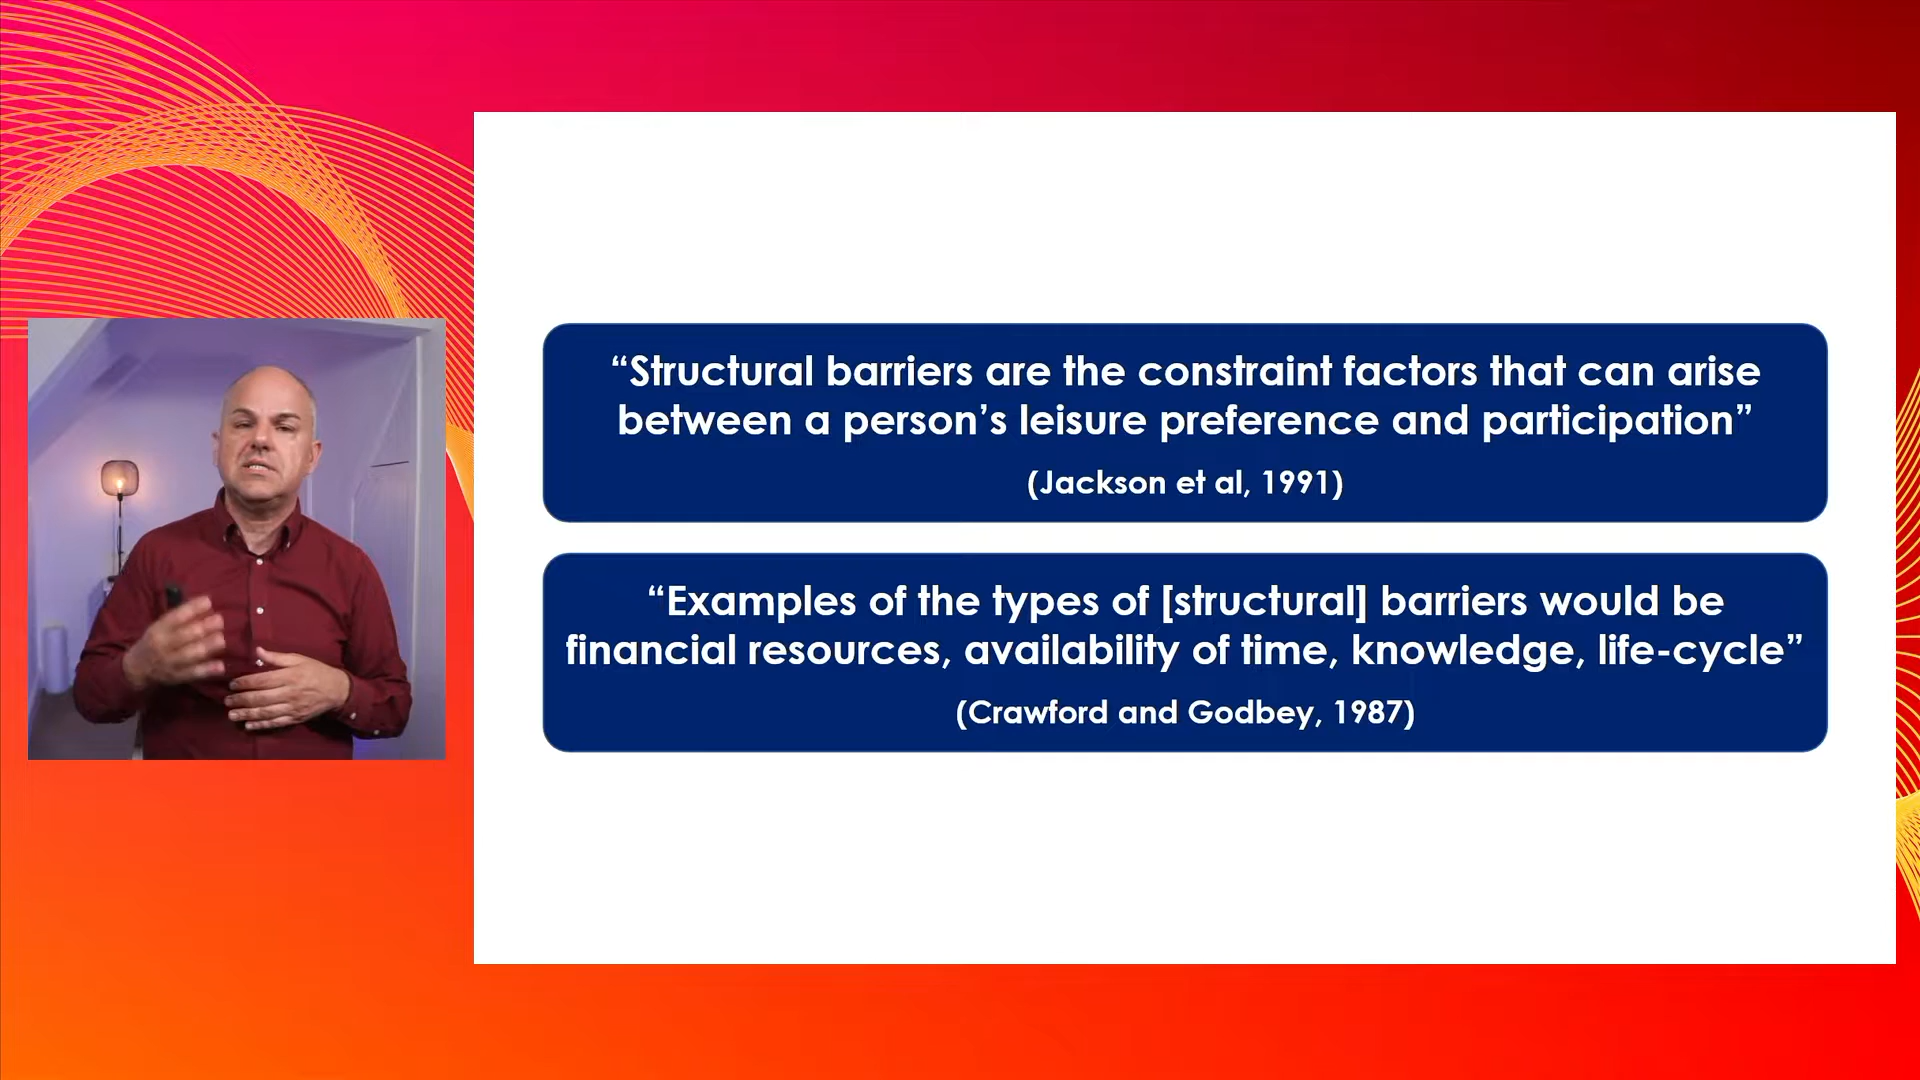 “Structural barriers are the constraint factors that can arise
between a person’s leisure preference and participation”
(Jackson et al, 1991)
“Examples of the types of [structural] barriers would be
financial resources, availability of time, knowledge, life-cycle”
(Crawford and Godbey, 1987)